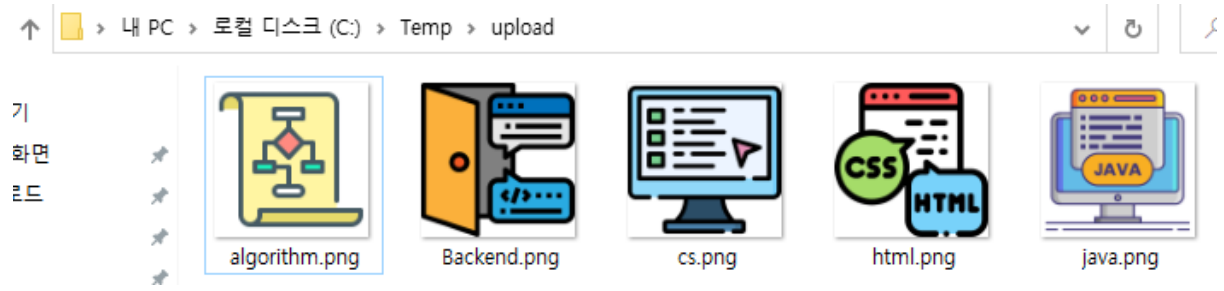 내 PC > 로컬 디스크 (C:) > Temp > upload
기
화면
로드
CSS
</>
HTML
JAVA
algorithm.png
Backend.png
cs.png
html.png
java.png